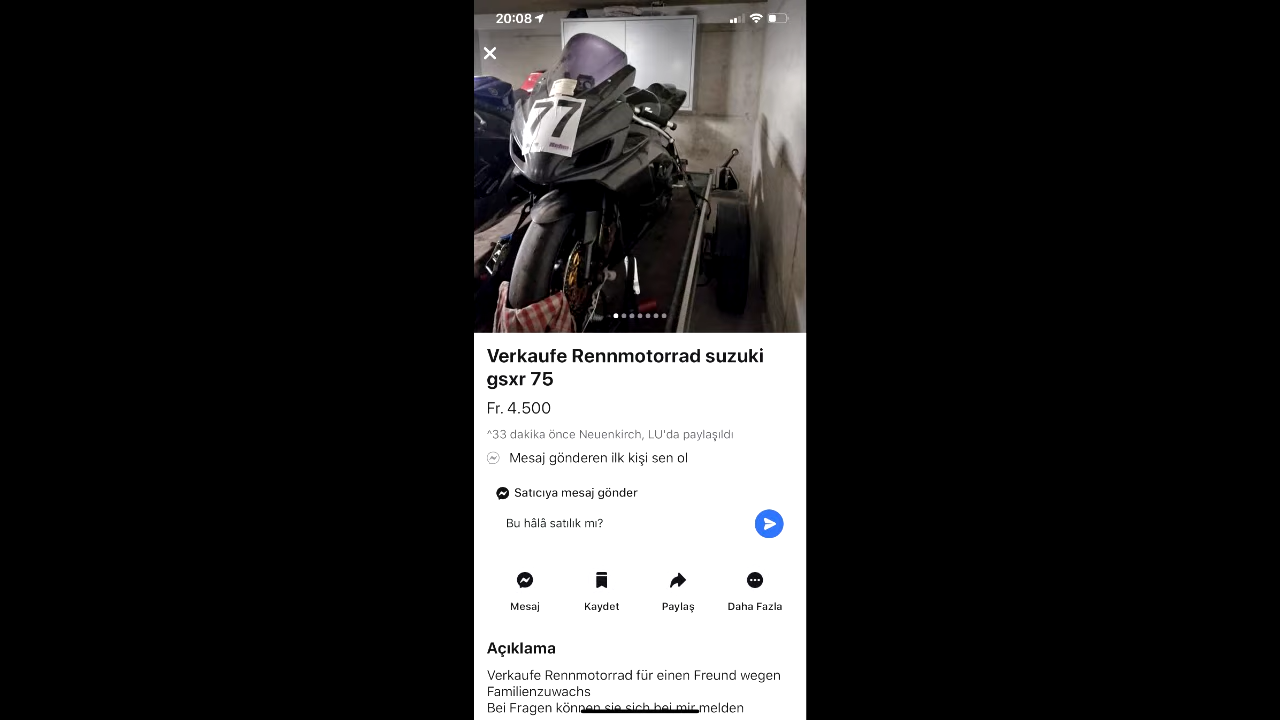 20:08
77
Verkaufe Rennmotorrad suzuki
gsxr 75
Fr. 4.500
^33 dakika önce Neuenkirch, LU'da paylaşıldı
Mesaj gönderen ilk kişi sen ol
Satıcıya mesaj gönder
Bu hâlâ satılık mı?
Mesaj
Kaydet
Paylaş
Daha Fazla
Açıklama
Verkaufe Rennmotorrad für einen Freund wegen
Familienzuwachs
Bei Fragen können sie sich bei mir melden